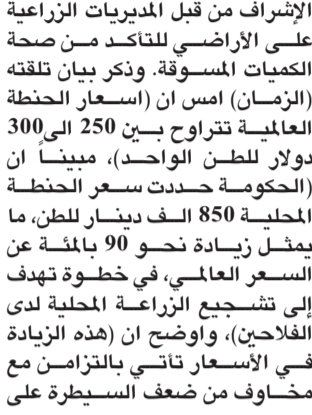 الإشراف من قبل المديريات الزراعية
على الأراضي للتأكد من صحة
الكميات المسوقة. وذكر بيان تلقته
(الزمان) امس ان (اسعار الحنطة
العالمية تتراوح بين 250 الى300
دولار للطن الواحد)، مبيناً ان
(الحكومة حددت سعر الحنطة
المحلية 850 الف دينار للطن، ما
يمثل زيادة نحو 90 بالمئة عن
السعر العالمي، في خطوة تهدف
إلى تشجيع الزراعة المحلية لدى
الفلاحين)، واوضح ان (هذه الزيادة
في الأسعار تأتي بالتزامن مع
مخاوف من ضعف السيطرة على